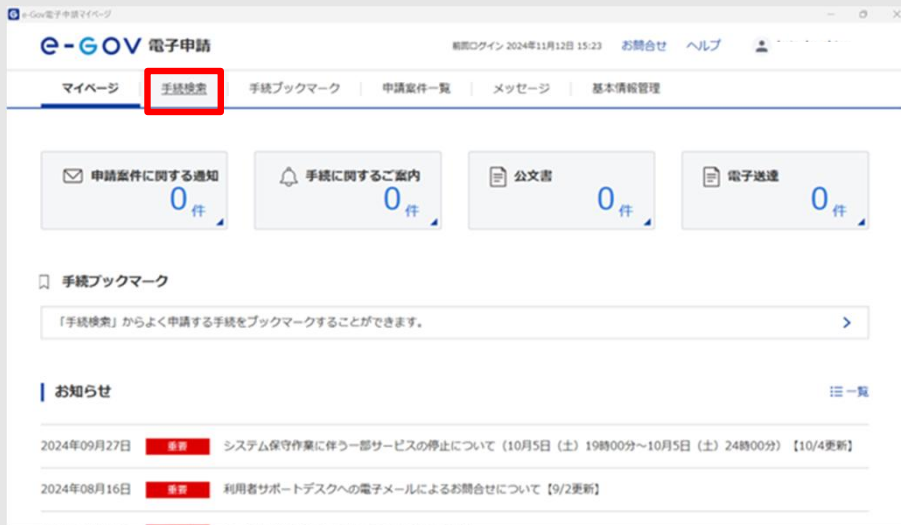 e-Gov電子申請マイページ
e-GOV 電子申請
前回ログイン 2024年11月12日 15:23 お問合せ ヘルプ
マイページ 手続検索 手続ブックマーク 申請案件一覧 メッセージ 基本情報管理
申請案件に関する通知 手続に関するご案内 公文書 電子送達
0件 0件 0件 0件
手続ブックマーク
「手続検索」からよく申請する手続をブックマークすることができます。
お知らせ 一覧
2024年09月27日 重要 システム保守作業に伴う一部サービスの停止について（10月5日（土）19時00分～10月5日（土）24時00分）【10/4更新】
2024年08月16日 重要 利用者サポートデスクへの電子メールによるお問合せについて【9/2更新】